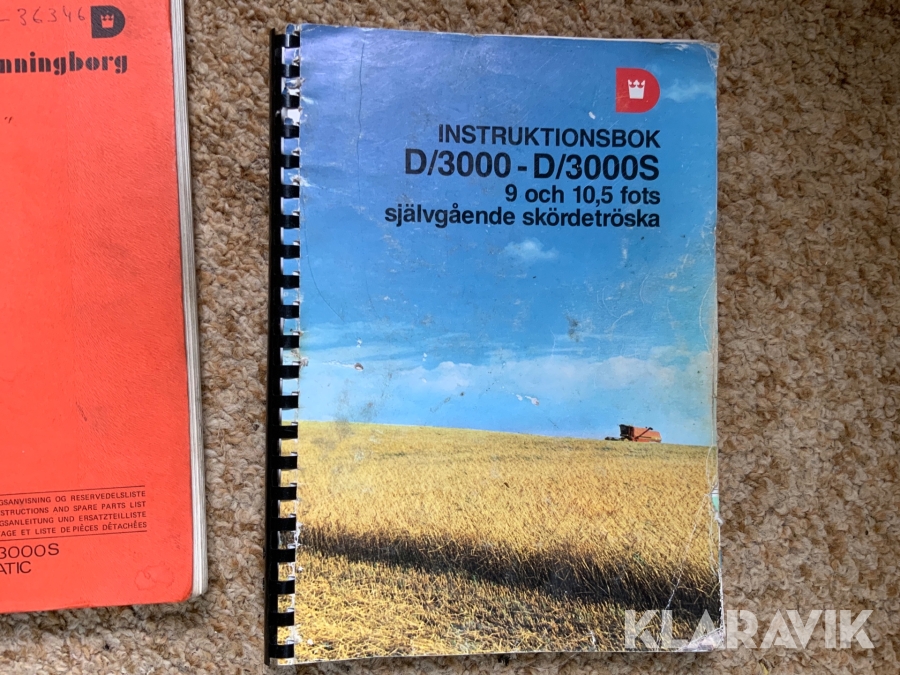 -36346
D
nningborg
"
GSANVISNING OG RESERVEDELSLISTE
STRUCTIONS AND SPARE PARTS LIST
GSANLEITUNG UND ERSATZTEILLISTE
AGE ET LISTE DE PIÈCES DÉTACHÉES
3000S
ATIC
D
INSTRUKTIONSBOK
D/3000 - D/3000S
9 och 10,5 fots
självgående skördetröska
KLARAVIK